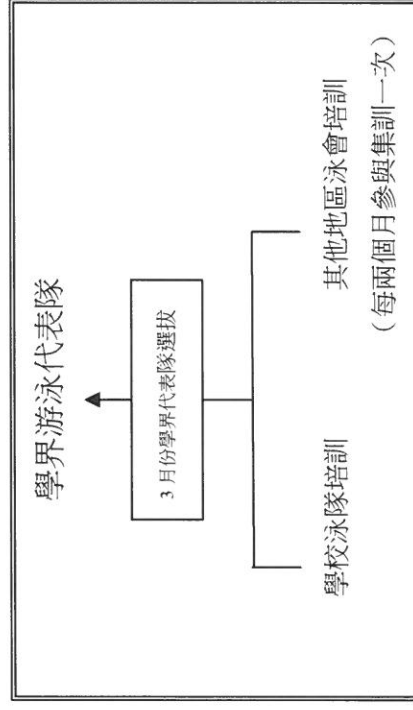 學界游泳代表隊
3 月份學界代表隊選拔
學校泳隊培訓
其他地區泳會培訓
（每兩個月參與集訓一次）